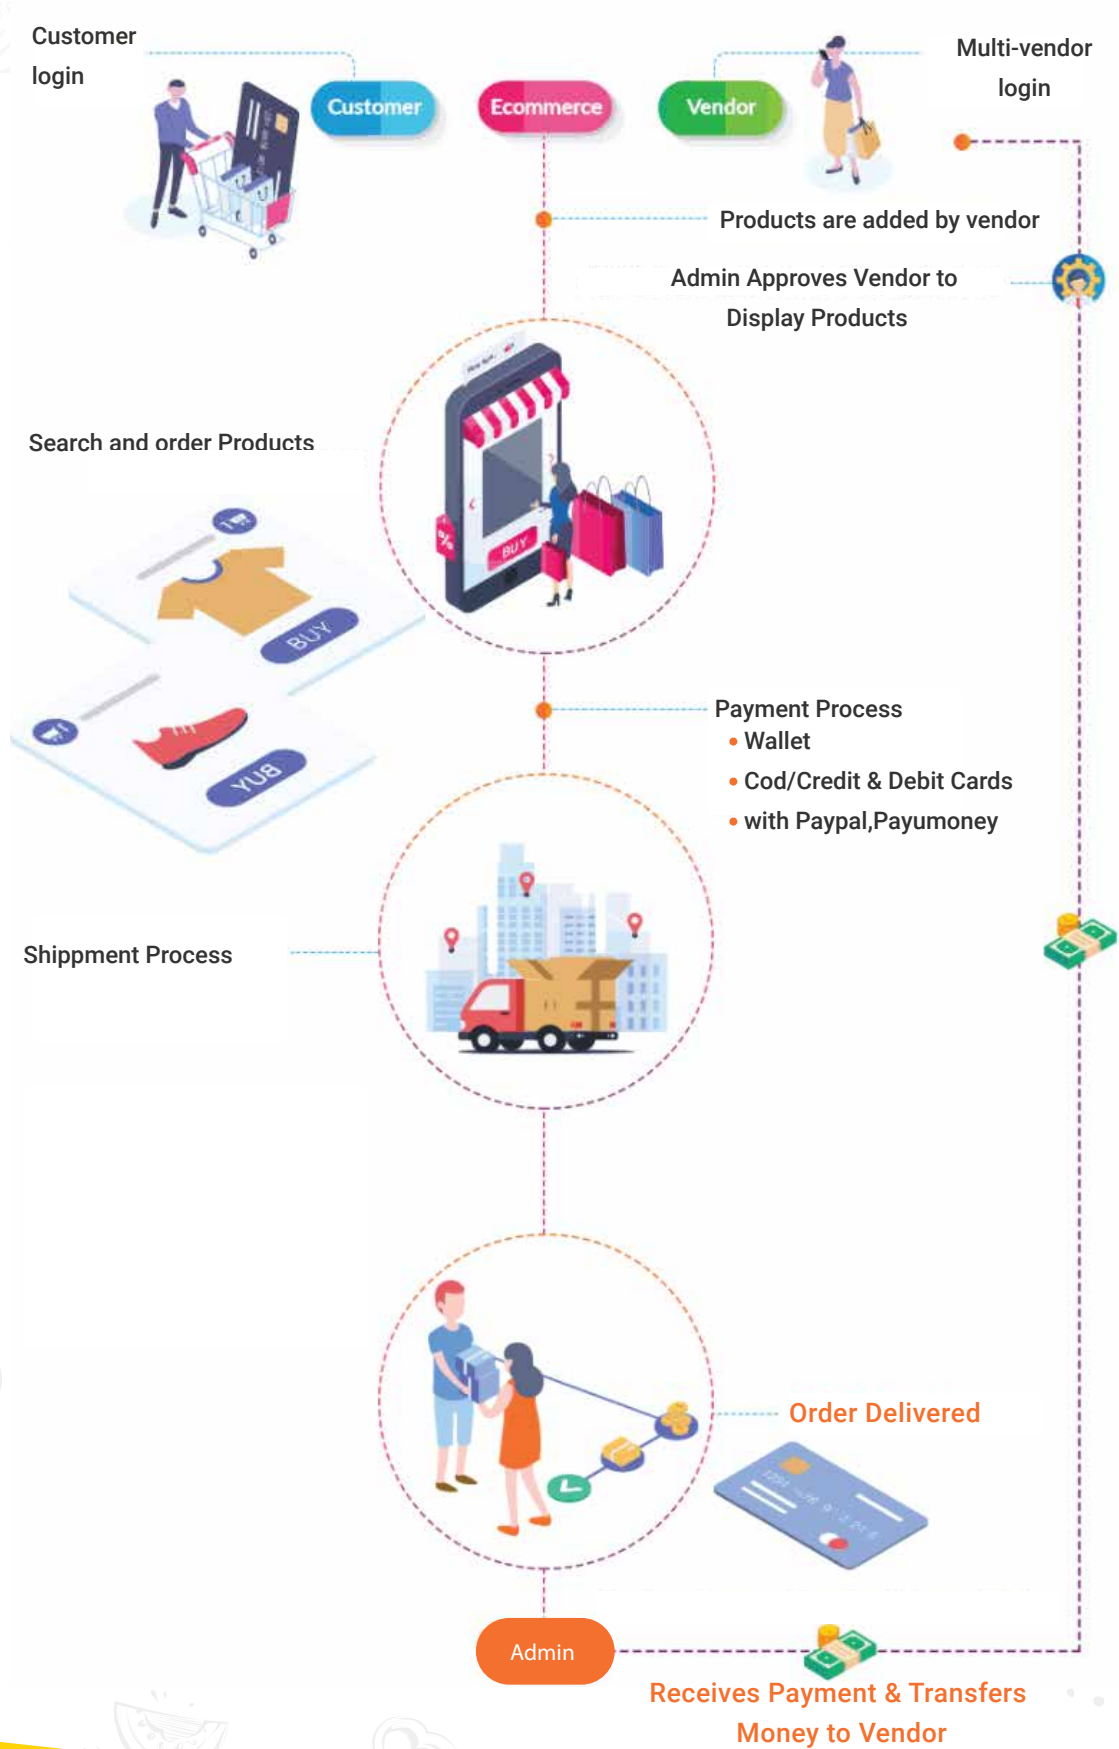 Customer
login
Customer
Ecommerce
Vendor
Multi-vendor
login
Products are added by vendor
Admin Approves Vendor to
Display Products
Search and order Products
%
BUY
1
BUY
BUY
Payment Process
• Wallet
• Cod/Credit & Debit Cards
• with Paypal,Payumoney
Shippment Process
Order Delivered
Admin
Receives Payment & Transfers
Money to Vendor